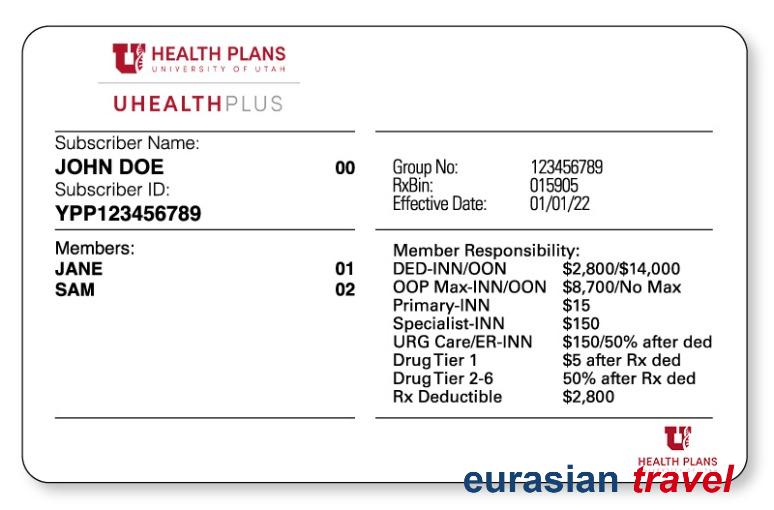 HEALTH PLANS
UNIVERSITY OF UTAH
UHEALTHPLUS
Subscriber Name:
JOHN DOE 00
Subscriber ID:
YPP123456789
Group No: 123456789
RxBin: 015905
Effective Date: 01/01/22
Members:
JANE 01
SAM 02
Member Responsibility:
DED-INN/OON $2,800/$14,000
OOP Max-INN/OON $8,700/No Max
Primary-INN $15
Specialist-INN $150
URG Care/ER-INN $150/50% after ded
Drug Tier 1 $5 after Rx ded
Drug Tier 2-6 50% after Rx ded
Rx Deductible $2,800
HEALTH PLANS
eurasian travel